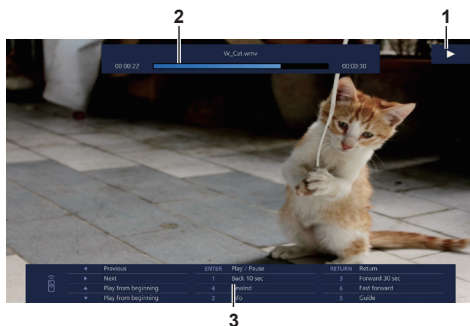 2
1
W_Cat.wmv
00:00:22 00:00:30
Previous ENTER Play / Pause RETURN Return
Next 1 Back 10 sec 3 Forward 30 sec
Play from beginning 4 Rewind 6 Fast forward
Play from beginning 2 Info 5 Guide
3